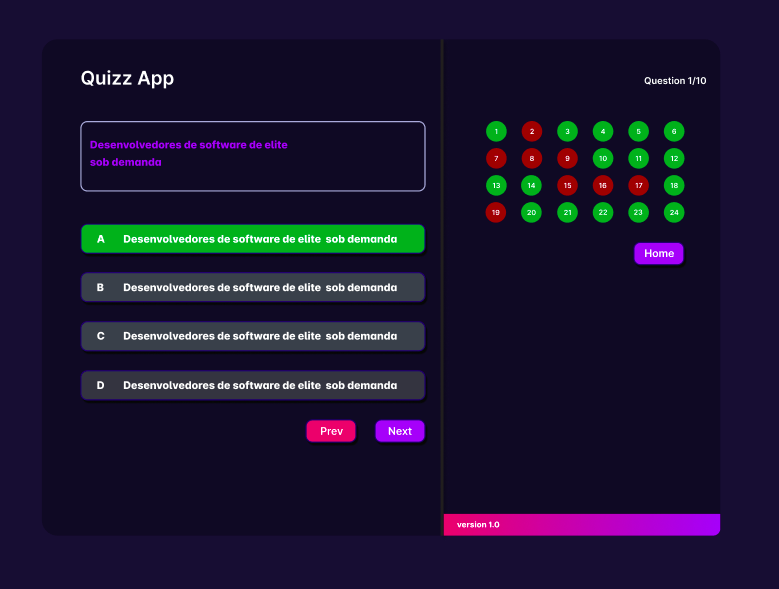 Quizz App
Question 1/10
Desenvolvedores de software de elite
sob demanda
A Desenvolvedores de software de elite sob demanda
B Desenvolvedores de software de elite sob demanda
C Desenvolvedores de software de elite sob demanda
D Desenvolvedores de software de elite sob demanda
Prev Next
1 2 3 4 5 6
7 8 9 10 11 12
13 14 15 16 17 18
19 20 21 22 23 24
Home
version 1.0